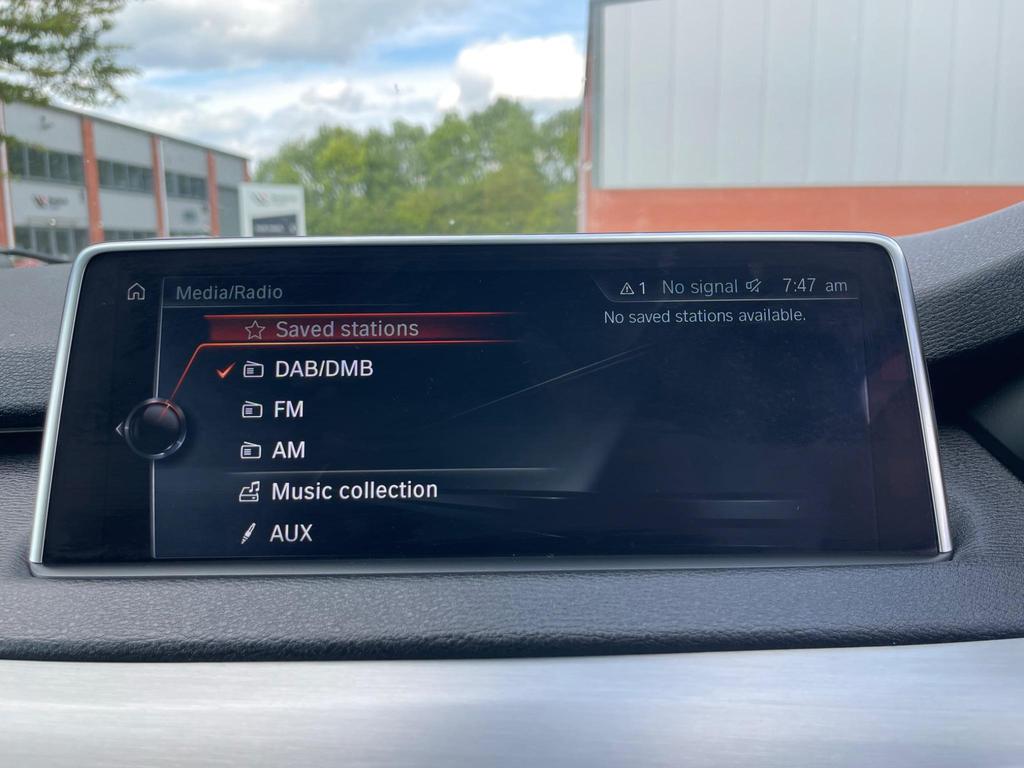 Media/Radio
1 No signal 7:47 am
Saved stations
No saved stations available.
DAB/DMB
FM
AM
Music collection
AUX